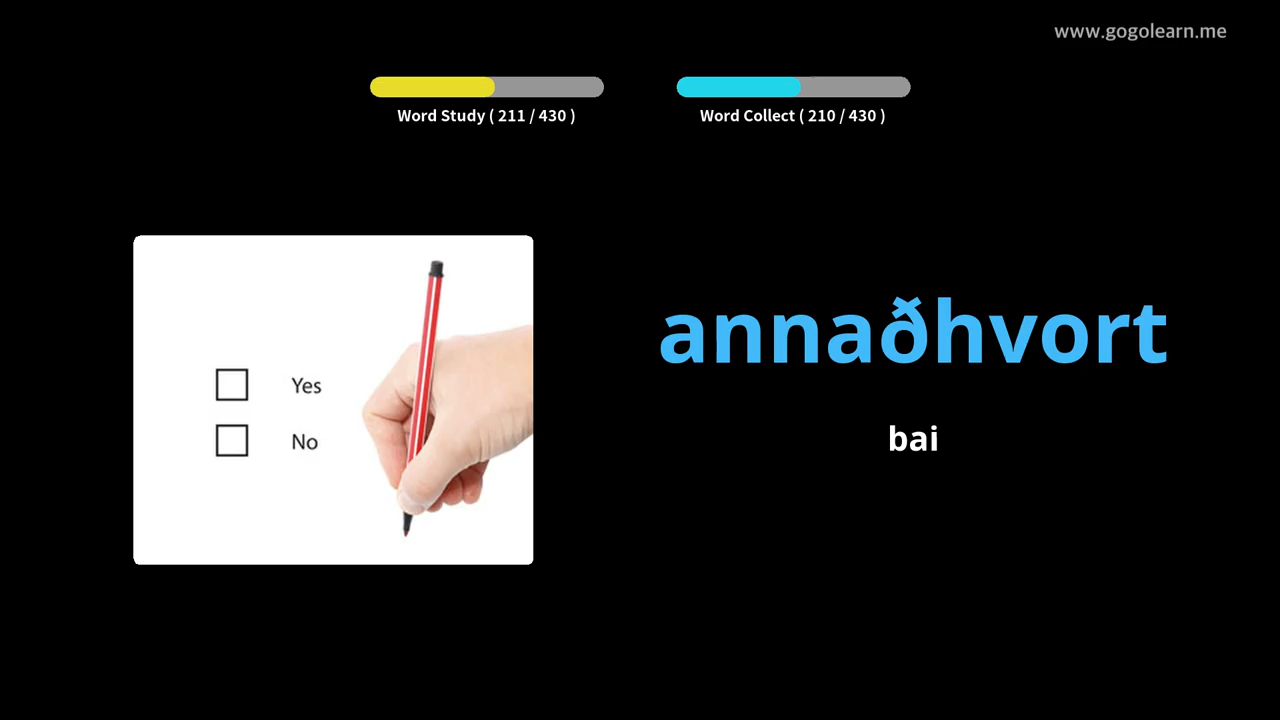 www.gogolearn.me
Word Study ( 211 / 430 )
Word Collect ( 210 / 430 )
Yes
No
annaðhvort
bai